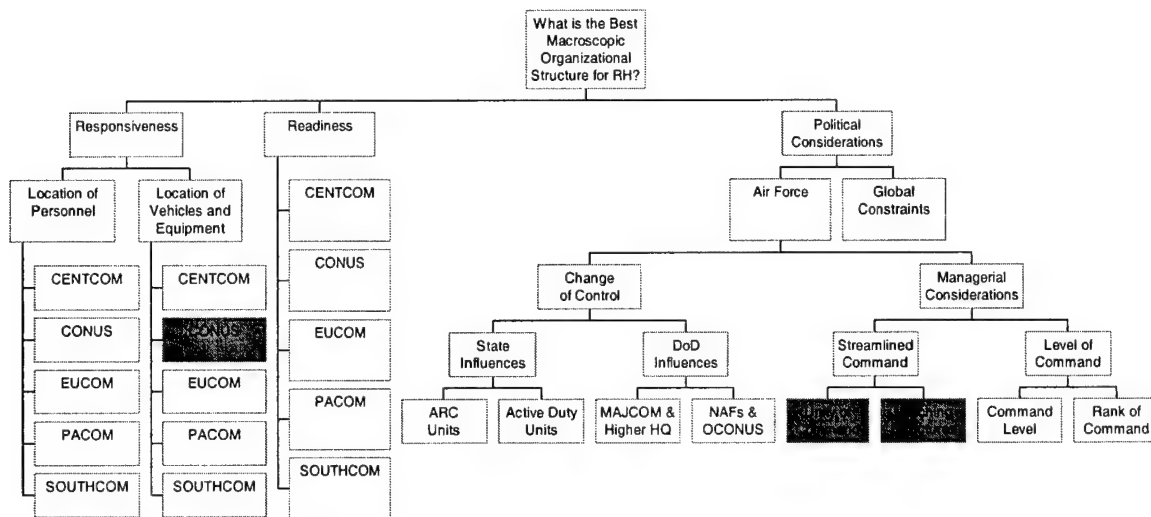 What is the Best
Macroscopic
Organizational
Structure for RH?
Responsiveness
Readiness
Political
Considerations
Location of
Personnel
Location of
Vehicles and
Equipment
CENTCOM
CONUS
EUCOM
PACOM
SOUTHCOM
CENTCOM
CONUS
EUCOM
PACOM
SOUTHCOM
CENTCOM
CONUS
EUCOM
PACOM
SOUTHCOM
Air Force
Global
Constraints
Change
of Control
Managerial
Considerations
State
Influences
DoD
Influences
Streamlined
Command
Level of
Command
ARC
Units
Active Duty
Units
MAJCOM &
Higher HQ
NAFs &
OCONUS
Command
Level
Rank of
Command